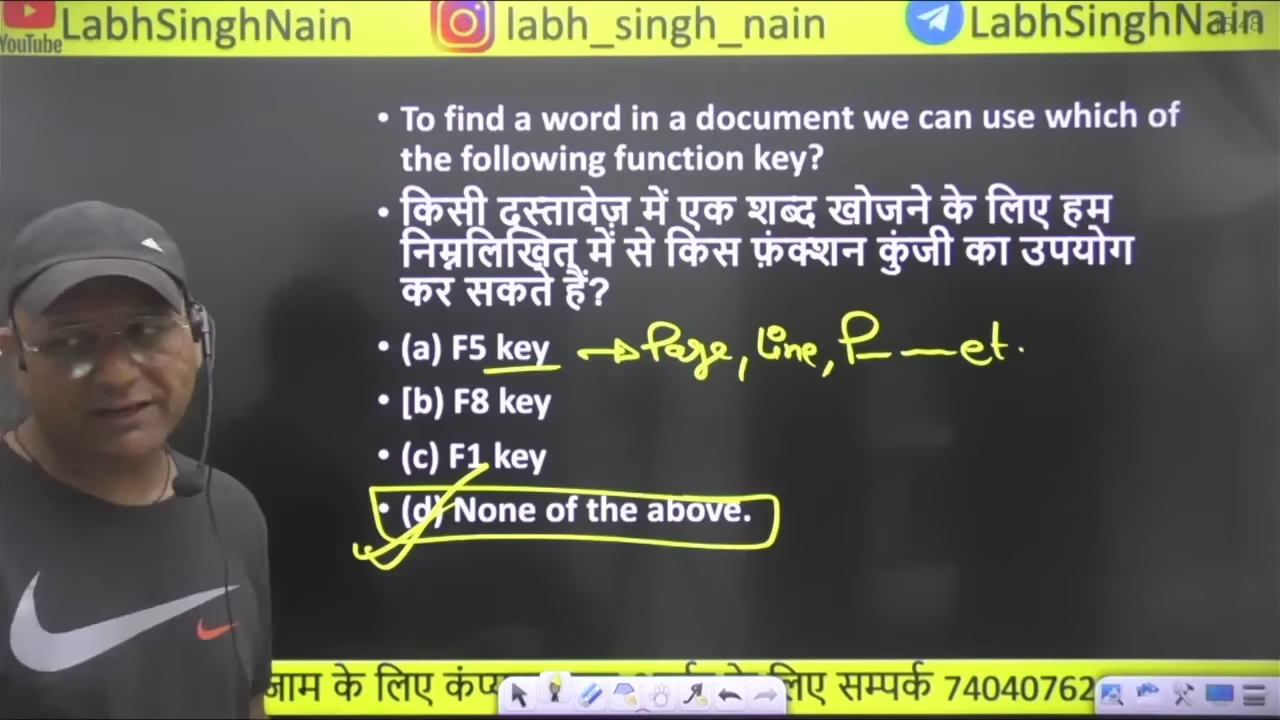 YouTube LabhSinghNain labh_singh_nain LabhSinghNain
• To find a word in a document we can use which of
the following function key?
• किसी दस्तावेज़ में एक शब्द खोजने के लिए हम
निम्नलिखित में से किस फ़ंक्शन कुंजी का उपयोग
कर सकते हैं?
• (a) F5 key → Page, line, P — — et.
• [b) F8 key
• (c) F1 key
• (d) None of the above.
के लिए लिए सम्पर्क 74040762